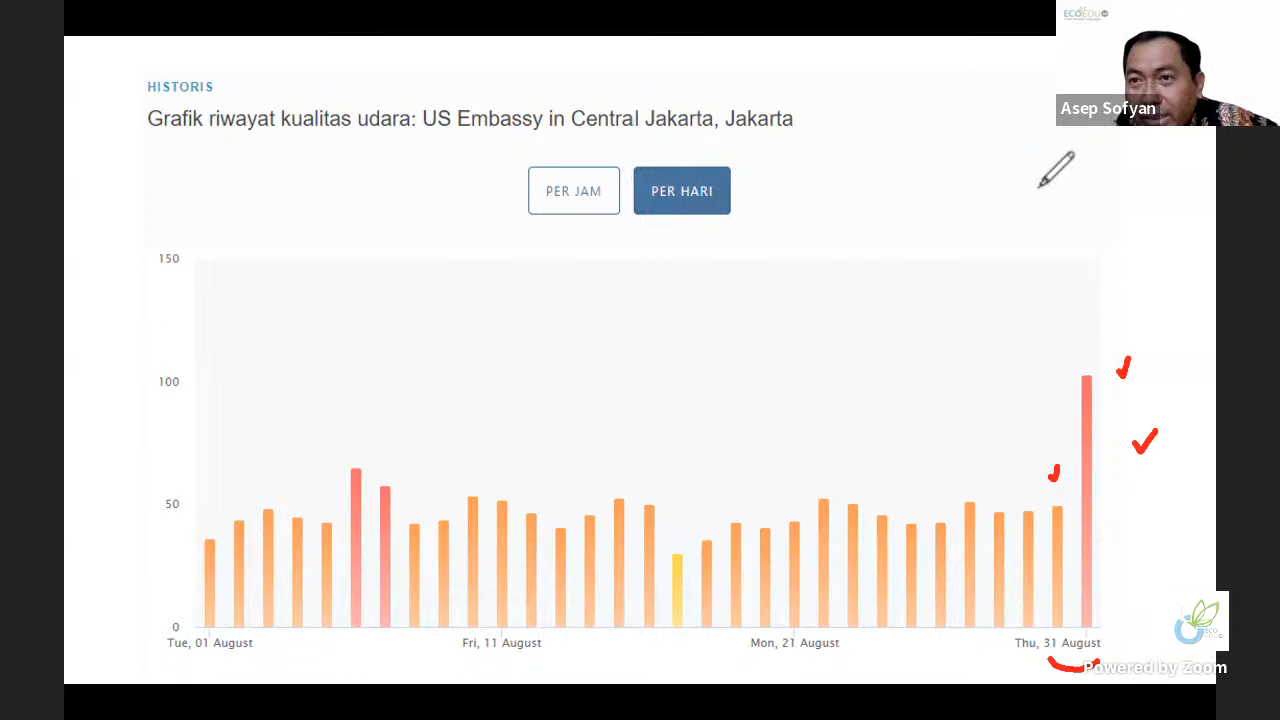 ECOEDU
HISTORIS
Grafik riwayat kualitas udara: US Embassy in Central Jakarta, Jakarta
Asep Sofyan
PER JAM
PER HARI
150
100
50
0
Tue, 01 August
Fri, 11 August
Mon, 21 August
Thu, 31 August
Powered by Zoom